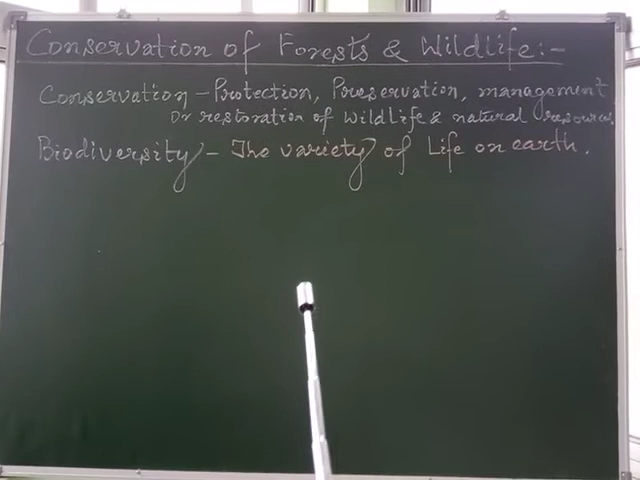 Conservation of Forests & Wildlife:-
Conservation - Protection, Preservation, management
Or restoration of Wildlife & natural resources.
Biodiversity - The variety of Life on earth.